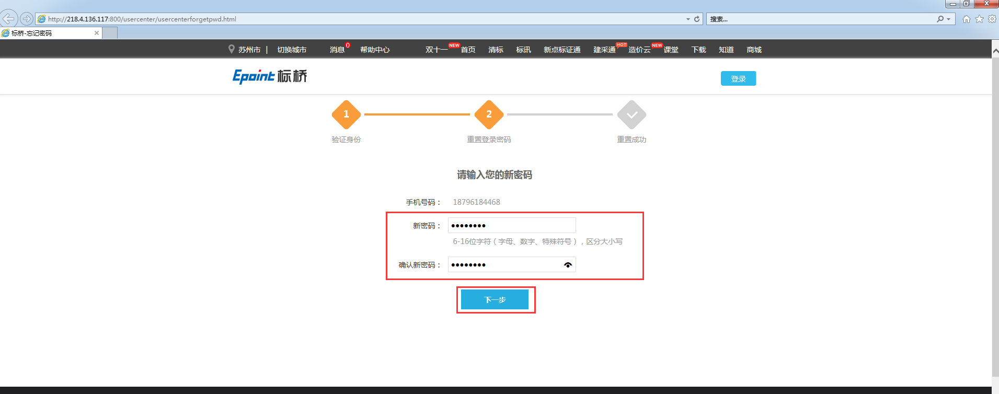 http://218.4.136.117:800/usercenter/usercenterforgetpwd.html
搜索...
标桥-忘记密码
苏州市 | 切换城市 消息 0 帮助中心 双十一 NEW 首页 清标 标讯 新点标证通 建采通 HOT 造价云 NEW 课堂 下载 知道 商城
Epoint 标桥
登录
1 2
验证身份 重置登录密码 重置成功
请输入您的新密码
手机号码： 18796184468
新密码： ••••••••
6-16位字符（字母、数字、特殊符号），区分大小写
确认新密码： ••••••••
下一步